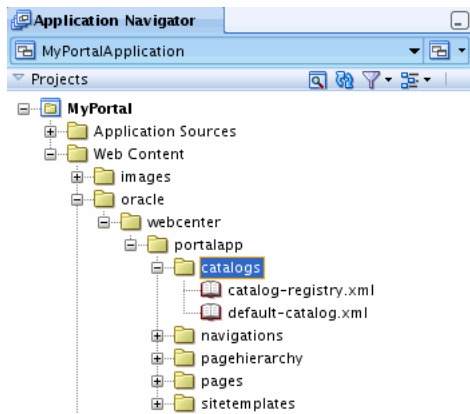 Application Navigator
MyPortalApplication
Projects
MyPortal
Application Sources
Web Content
images
oracle
webcenter
portalapp
catalogs
catalog-registry.xml
default-catalog.xml
navigations
pagehierarchy
pages
sitetemplates